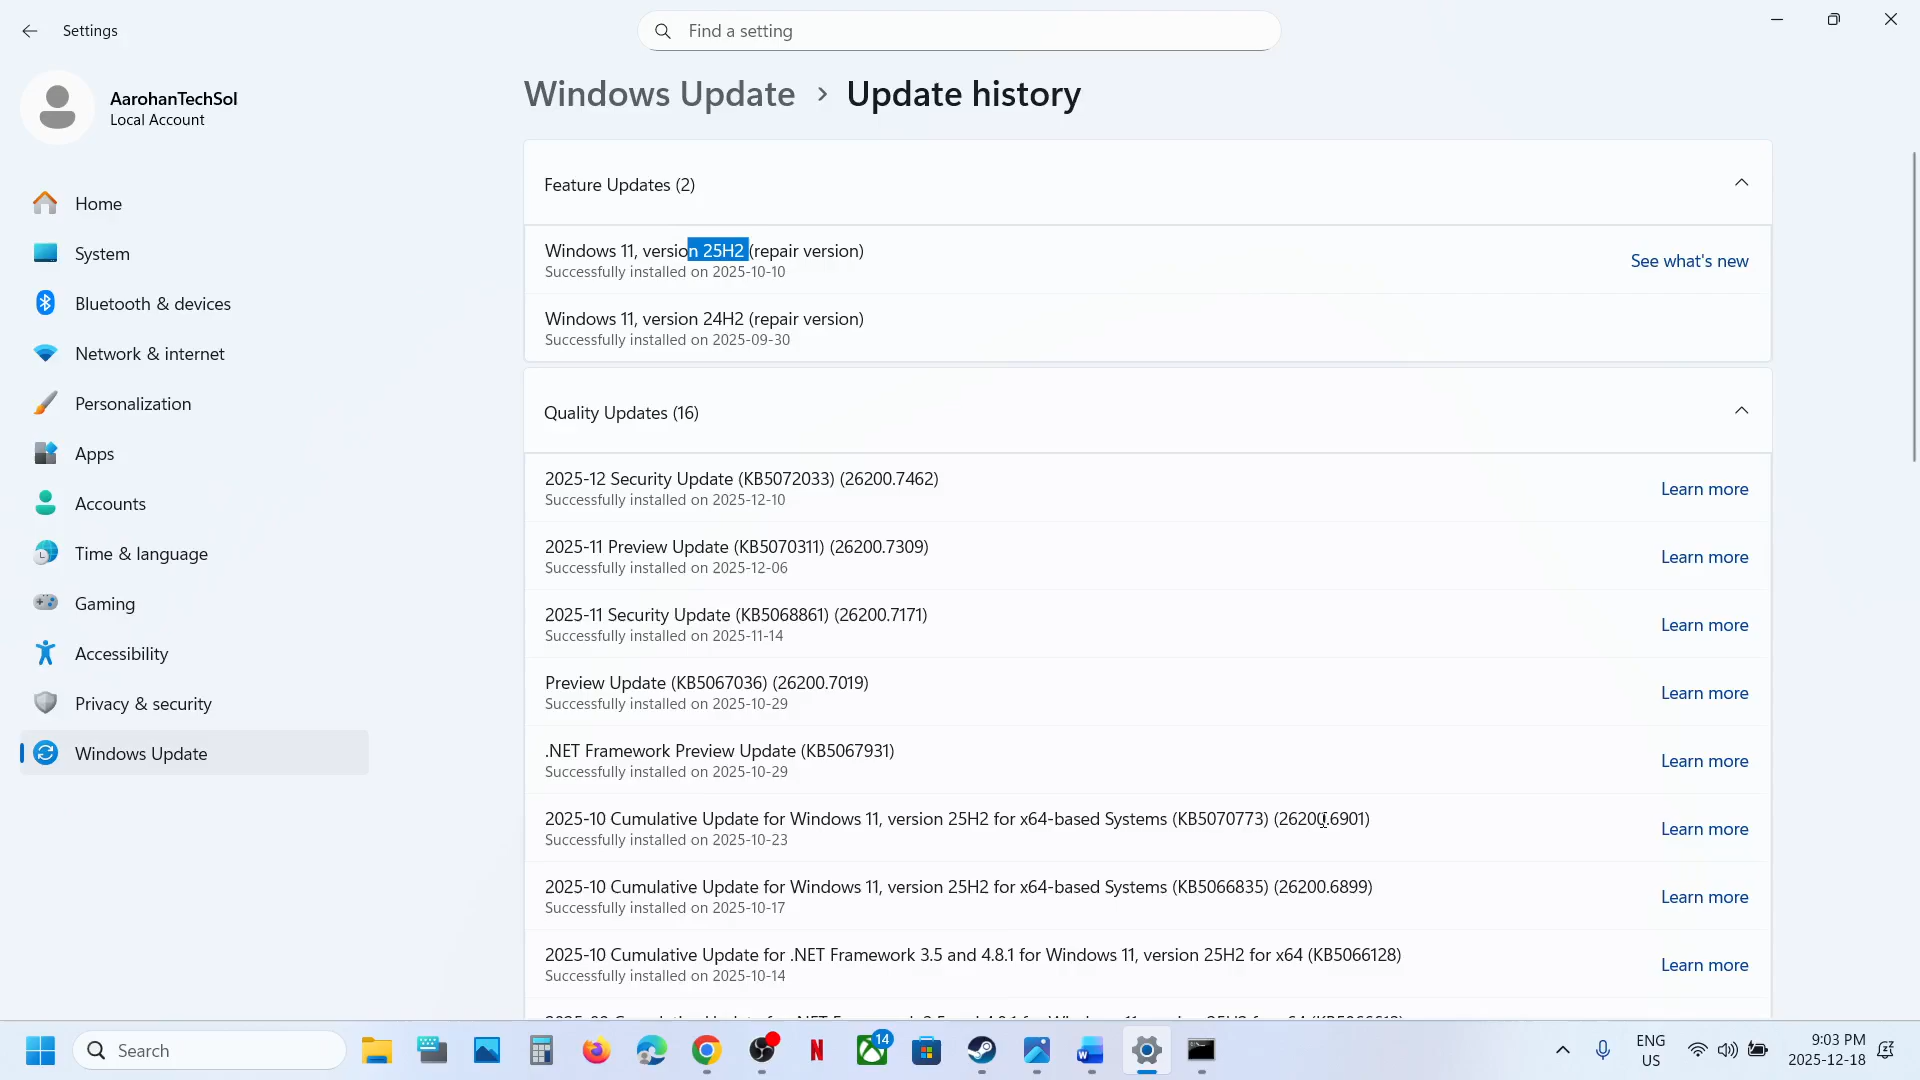 Settings
Find a setting
AarohanTechSol
Local Account
Home
System
Bluetooth & devices
Network & internet
Personalization
Apps
Accounts
Time & language
Gaming
Accessibility
Privacy & security
Windows Update
Windows Update > Update history
Feature Updates (2)
Windows 11, version 25H2 (repair version)
Successfully installed on 2025-10-10
See what's new
Windows 11, version 24H2 (repair version)
Successfully installed on 2025-09-30
Quality Updates (16)
2025-12 Security Update (KB5072033) (26200.7462)
Successfully installed on 2025-12-10
Learn more
2025-11 Preview Update (KB5070311) (26200.7309)
Successfully installed on 2025-12-06
Learn more
2025-11 Security Update (KB5068861) (26200.7171)
Successfully installed on 2025-11-14
Learn more
Preview Update (KB5067036) (26200.7019)
Successfully installed on 2025-10-29
Learn more
.NET Framework Preview Update (KB5067931)
Successfully installed on 2025-10-29
Learn more
2025-10 Cumulative Update for Windows 11, version 25H2 for x64-based Systems (KB5070773) (26200.6901)
Successfully installed on 2025-10-23
Learn more
2025-10 Cumulative Update for Windows 11, version 25H2 for x64-based Systems (KB5066835) (26200.6899)
Successfully installed on 2025-10-17
Learn more
2025-10 Cumulative Update for .NET Framework 3.5 and 4.8.1 for Windows 11, version 25H2 for x64 (KB5066128)
Successfully installed on 2025-10-14
Learn more
Search
14
ENG
US
9:03 PM
2025-12-18